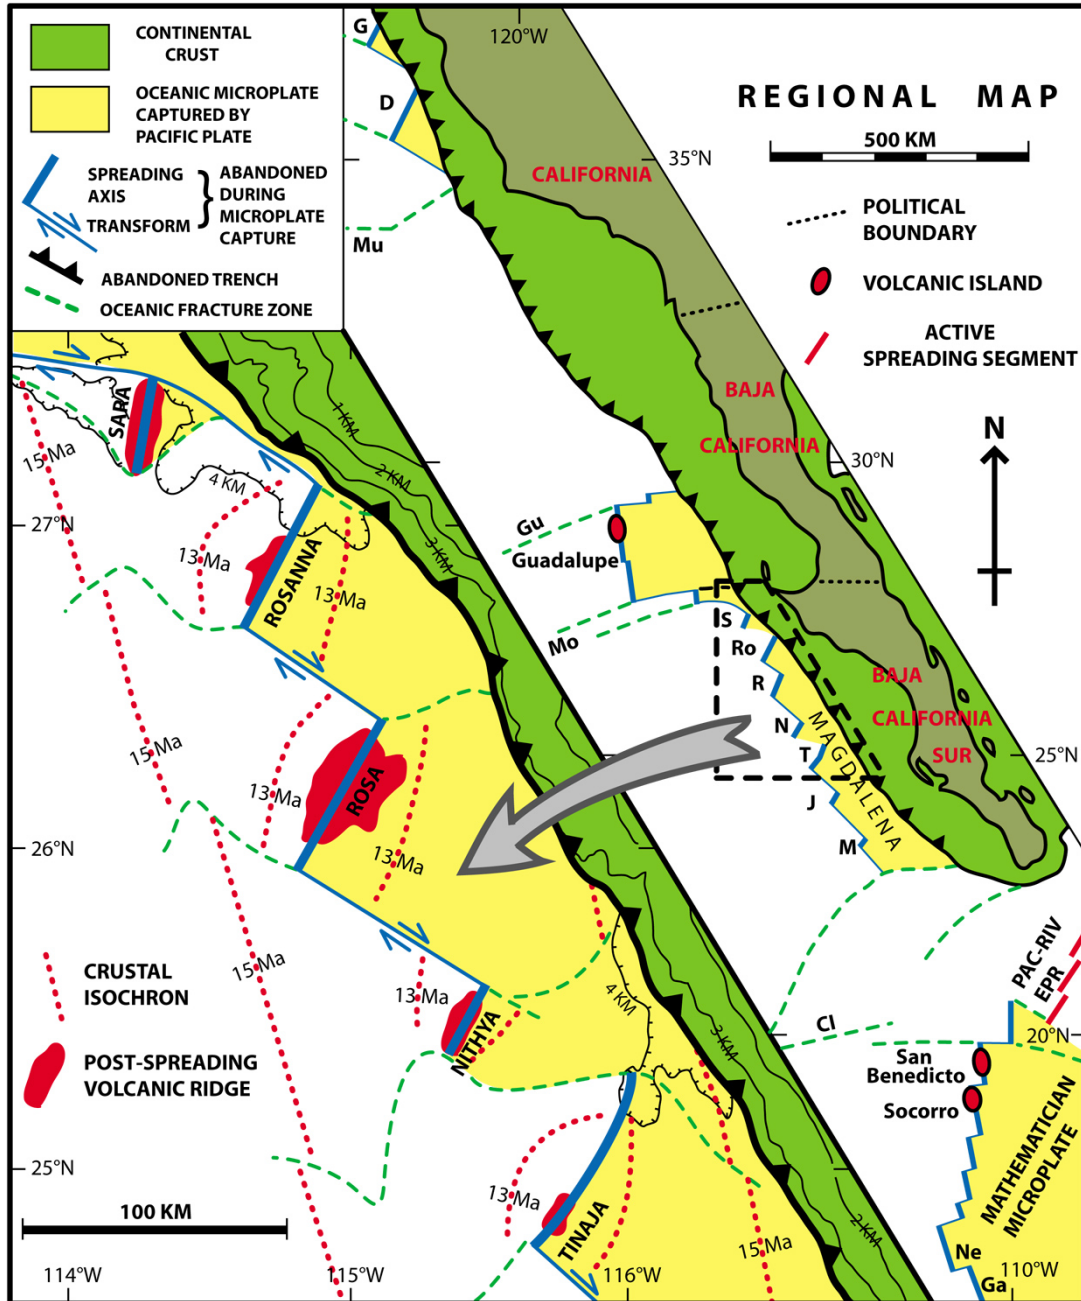 CONTINENTAL
CRUST
OCEANIC MICROPLATE
CAPTURED BY
PACIFIC PLATE
SPREADING
AXIS
TRANSFORM
}
ABANDONED
DURING
MICROPLATE
CAPTURE
ABANDONED TRENCH
OCEANIC FRACTURE ZONE
G
D
Mu
120°W
35°N
30°N
25°N
20°N
110°W
REGIONAL MAP
500 KM
POLITICAL
BOUNDARY
VOLCANIC ISLAND
ACTIVE
SPREADING SEGMENT
N
CALIFORNIA
BAJA
CALIFORNIA
BAJA
CALIFORNIA
SUR
Gu
Guadalupe
Mo
S
Ro
R
N
T
J
M
MAGDALENA
Cl
PAC-RIV
EPR
San
Benedicto
Socorro
MATHEMATICIAN
MICROPLATE
Ne
Ga
1 KM
2 KM
3 KM
SARA
15 Ma
4 KM
27°N
13 Ma
ROSANNA
13 Ma
15 Ma
13 Ma
ROSA
13 Ma
26°N
15 Ma
13 Ma
NITHYA
4 KM
3 KM
CRUSTAL
ISOCHRON
POST-SPREADING
VOLCANIC RIDGE
25°N
13 Ma
TINAJA
15 Ma
2 KM
100 KM
114°W
115°W
116°W